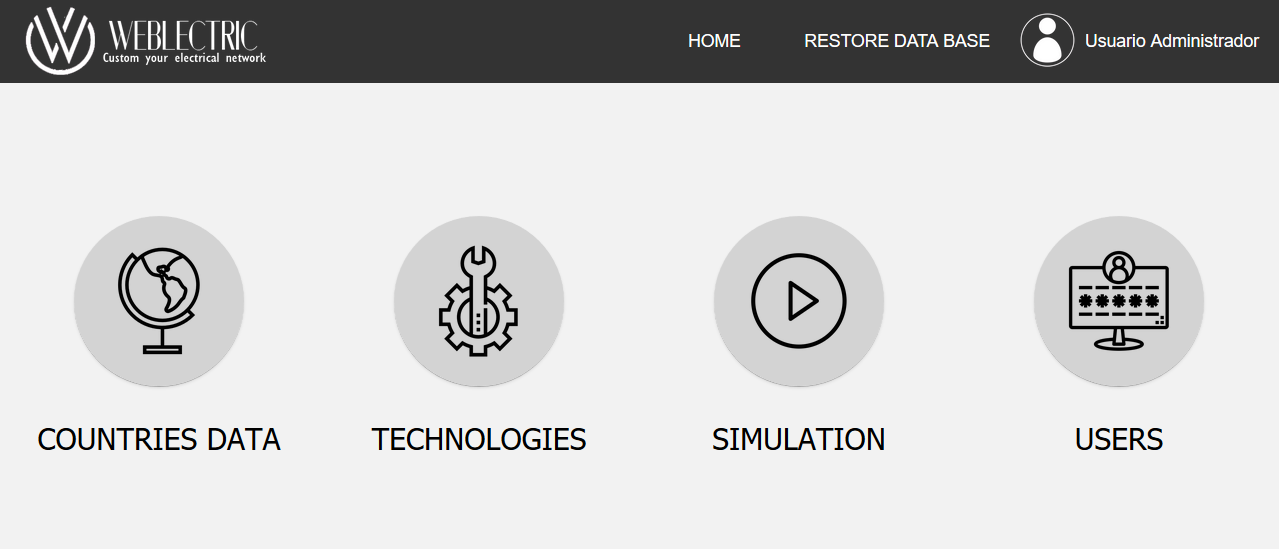 WEBLECTRIC
Custom your electrical network
HOME
RESTORE DATA BASE
Usuario Administrador
COUNTRIES DATA
TECHNOLOGIES
SIMULATION
USERS